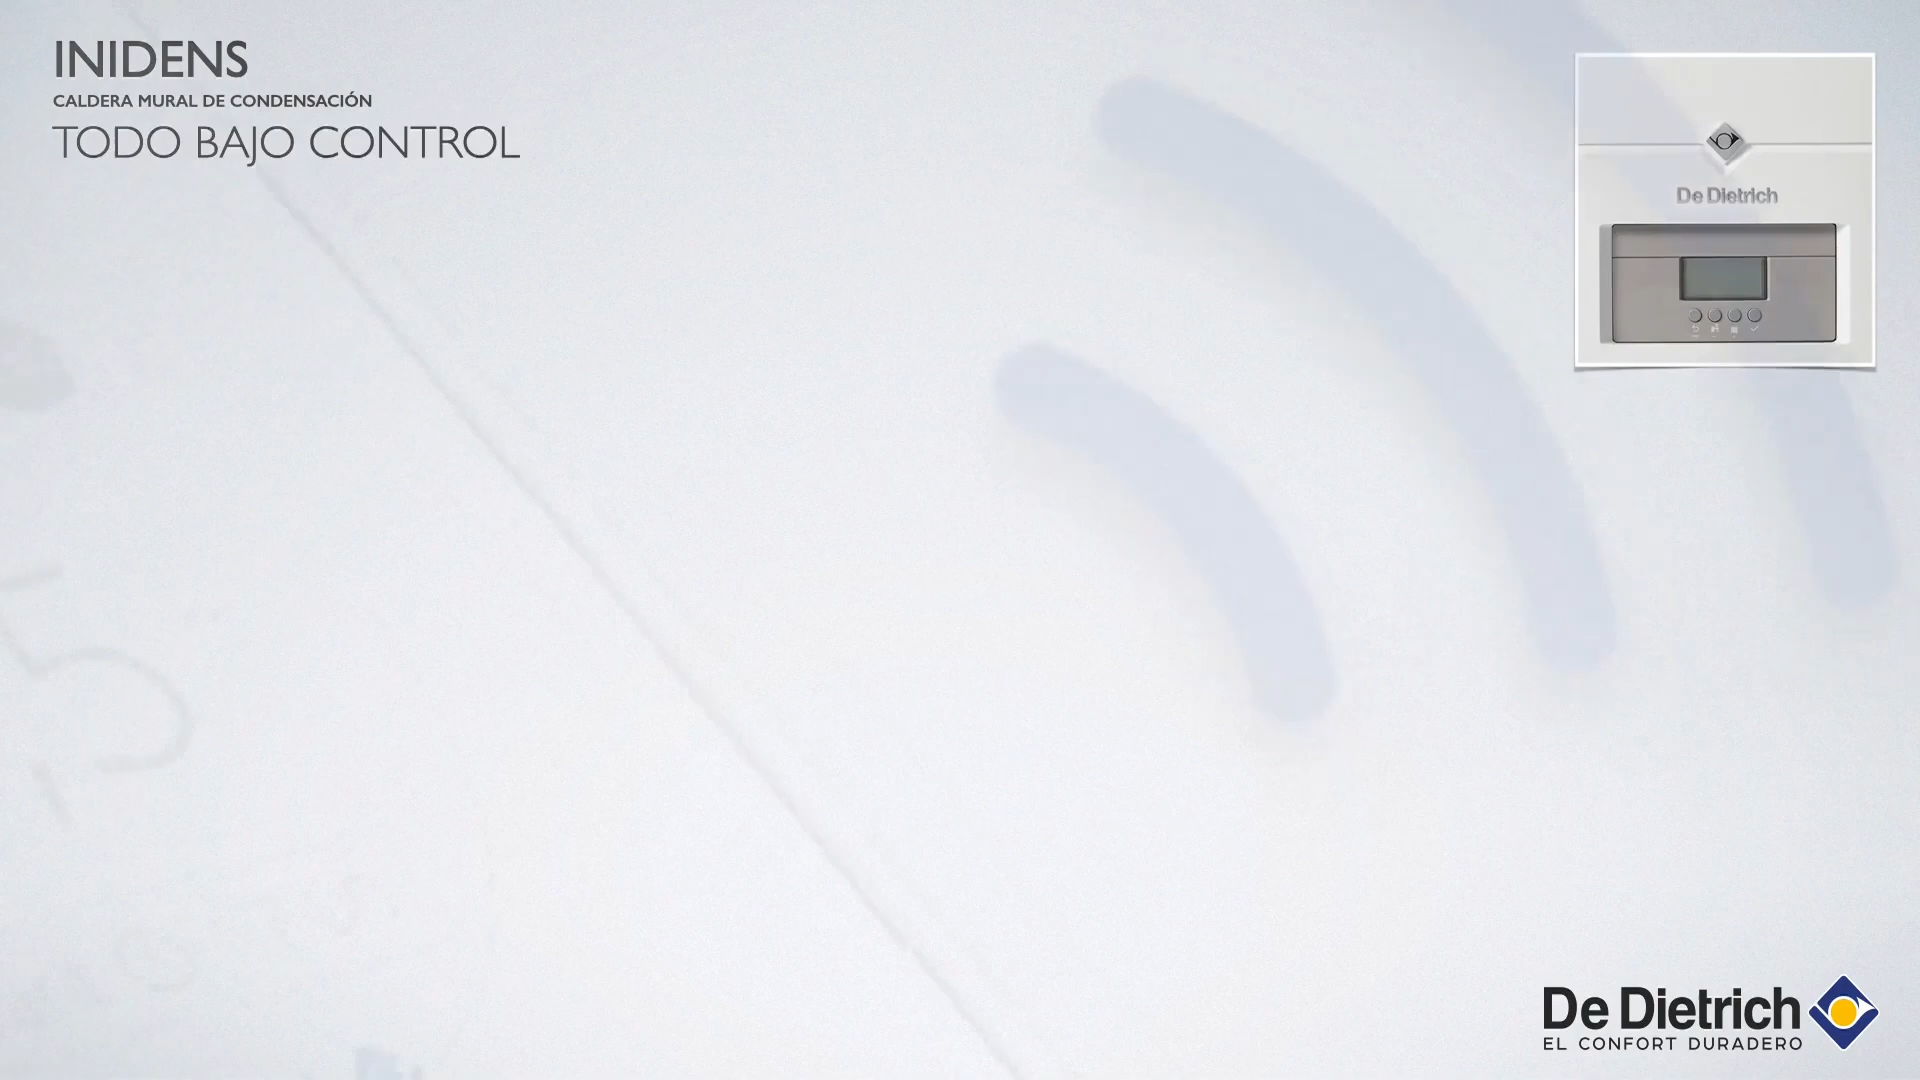 INIDENS
CALDERA MURAL DE CONDENSACIÓN
TODO BAJO CONTROL
De Dietrich
De Dietrich
EL CONFORT DURADERO